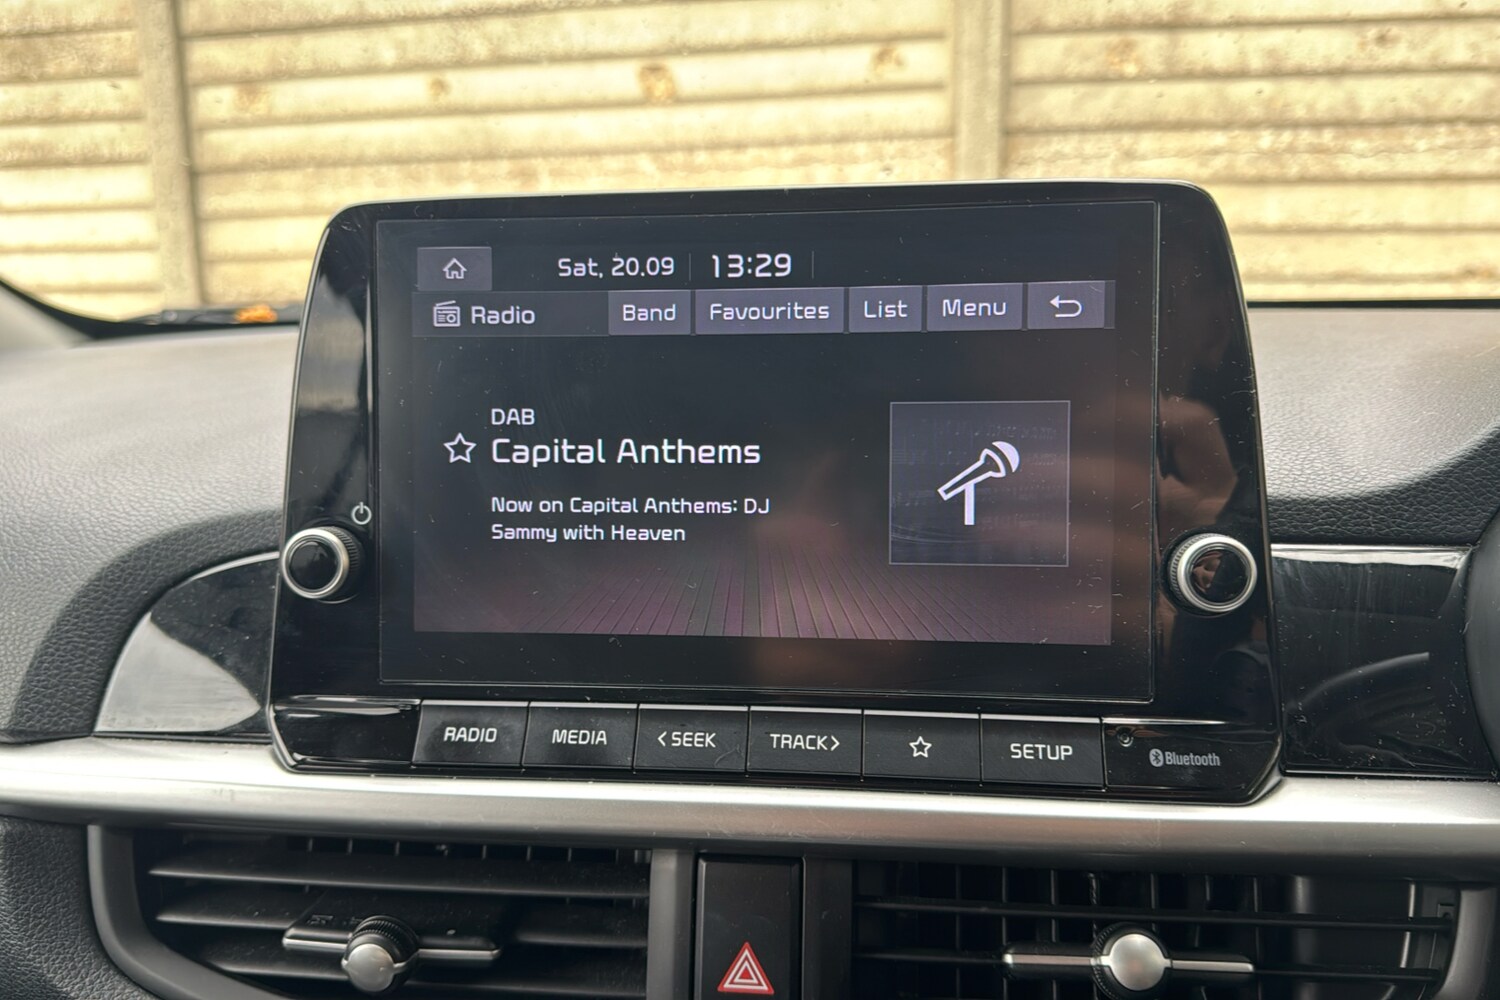 Sat, 20.09 13:29
Radio Band Favourites List Menu
DAB
Capital Anthems
Now on Capital Anthems: DJ
Sammy with Heaven
RADIO MEDIA <SEEK TRACK> SETUP
Bluetooth